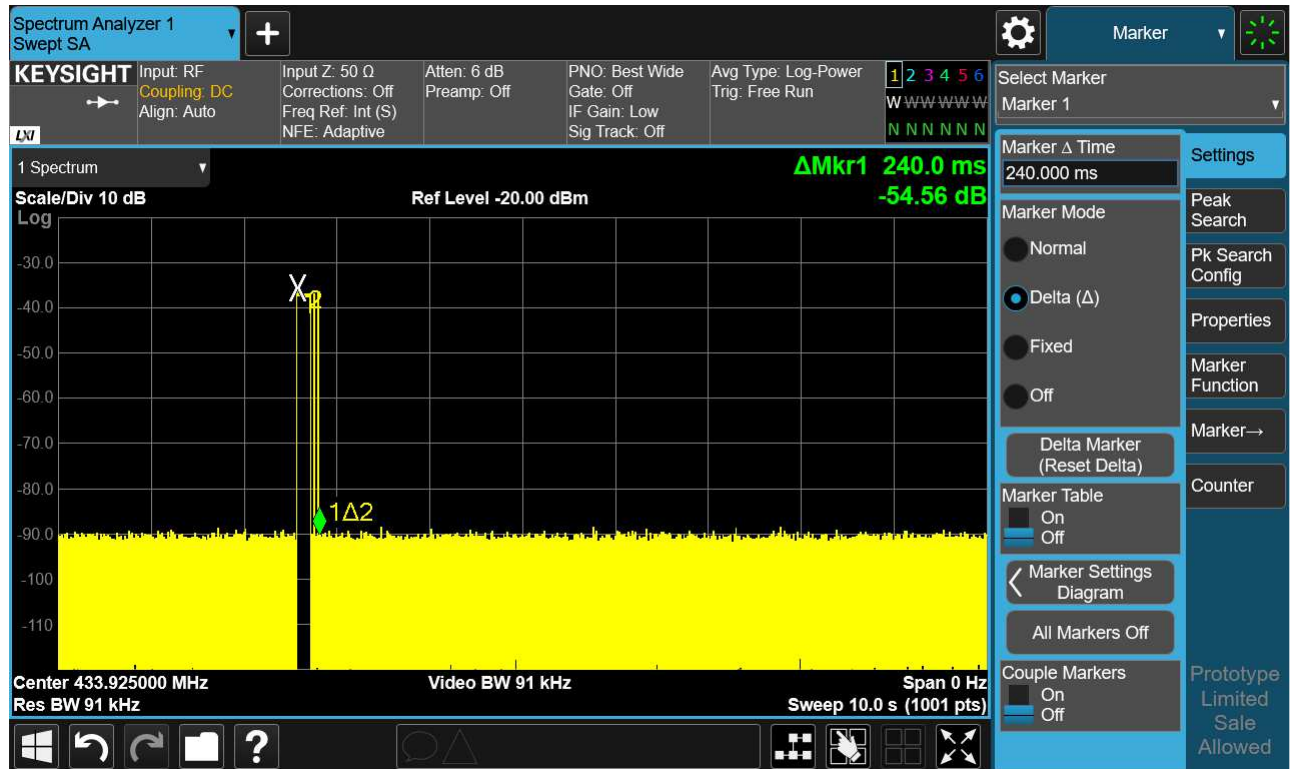 Spectrum Analyzer 1
Swept SA
+
Marker
KEYSIGHT
LXI
Input: RF
Coupling: DC
Align: Auto
Input Z: 50 Ω
Corrections: Off
Freq Ref: Int (S)
NFE: Adaptive
Atten: 6 dB
Preamp: Off
PNO: Best Wide
Gate: Off
IF Gain: Low
Sig Track: Off
Avg Type: Log-Power
Trig: Free Run
1 2 3 4 5 6
W W W W W W
N N N N N N
Select Marker
Marker 1
1 Spectrum
ΔMkr1 240.0 ms
-54.56 dB
Scale/Div 10 dB
Ref Level -20.00 dBm
Log
-30.0
-40.0
-50.0
-60.0
-70.0
-80.0
-90.0
-100
-110
X
2
1Δ2
Center 433.925000 MHz
Video BW 91 kHz
Span 0 Hz
Res BW 91 kHz
Sweep 10.0 s (1001 pts)
Marker Δ Time
240.000 ms
Marker Mode
Normal
Delta (Δ)
Fixed
Off
Delta Marker
(Reset Delta)
Marker Table
On
Off
Marker Settings
Diagram
All Markers Off
Couple Markers
On
Off
Settings
Peak
Search
Pk Search
Config
Properties
Marker
Function
Marker→
Counter
Prototype
Limited
Sale
Allowed
?